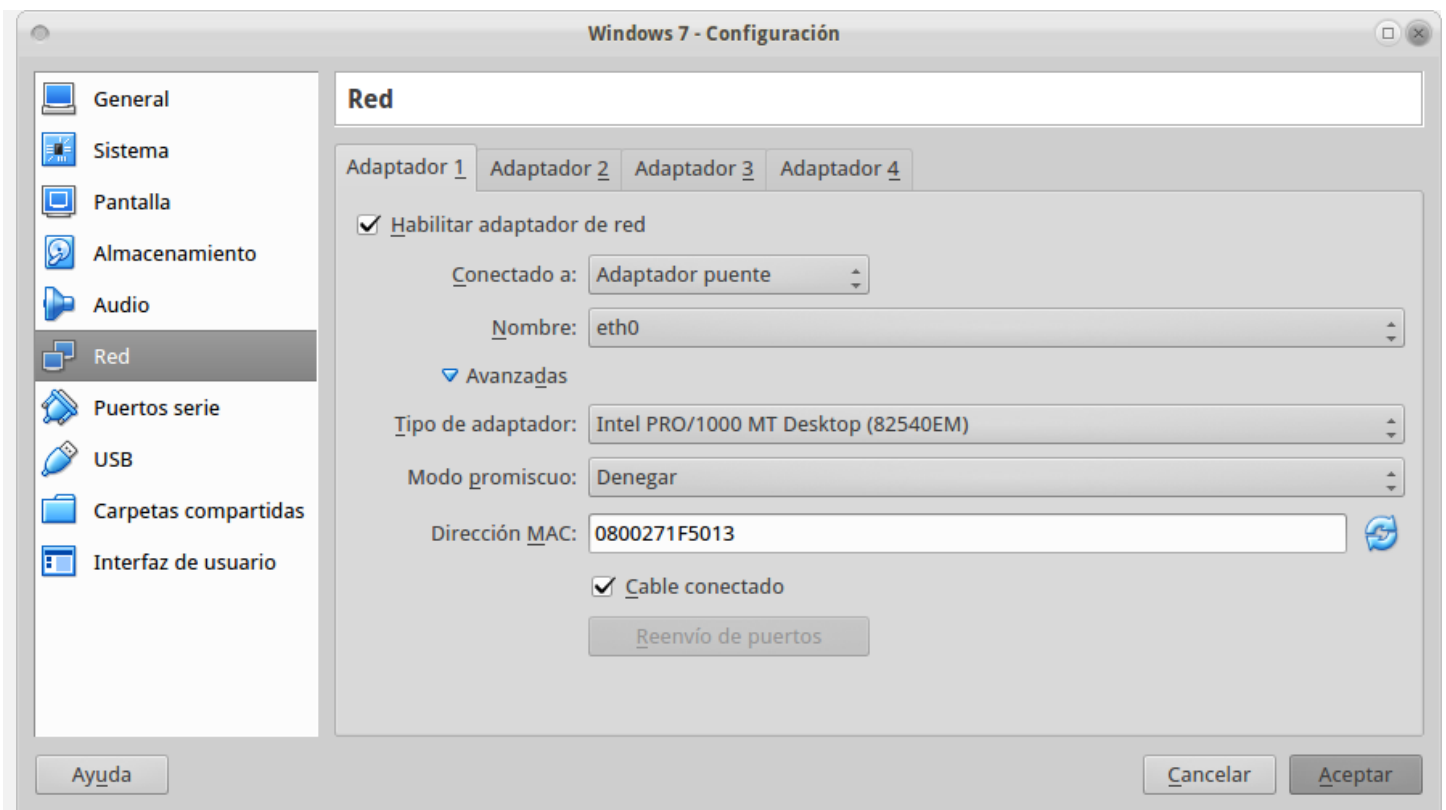 Windows 7 - Configuración
General
Sistema
Pantalla
Almacenamiento
Audio
Red
Puertos serie
USB
Carpetas compartidas
Interfaz de usuario
Red
Adaptador 1 Adaptador 2 Adaptador 3 Adaptador 4
Habilitar adaptador de red
Conectado a: Adaptador puente
Nombre: eth0
Avanzadas
Tipo de adaptador: Intel PRO/1000 MT Desktop (82540EM)
Modo promiscuo: Denegar
Dirección MAC: 0800271F5013
Cable conectado
Reenvío de puertos
Ayuda Cancelar Aceptar